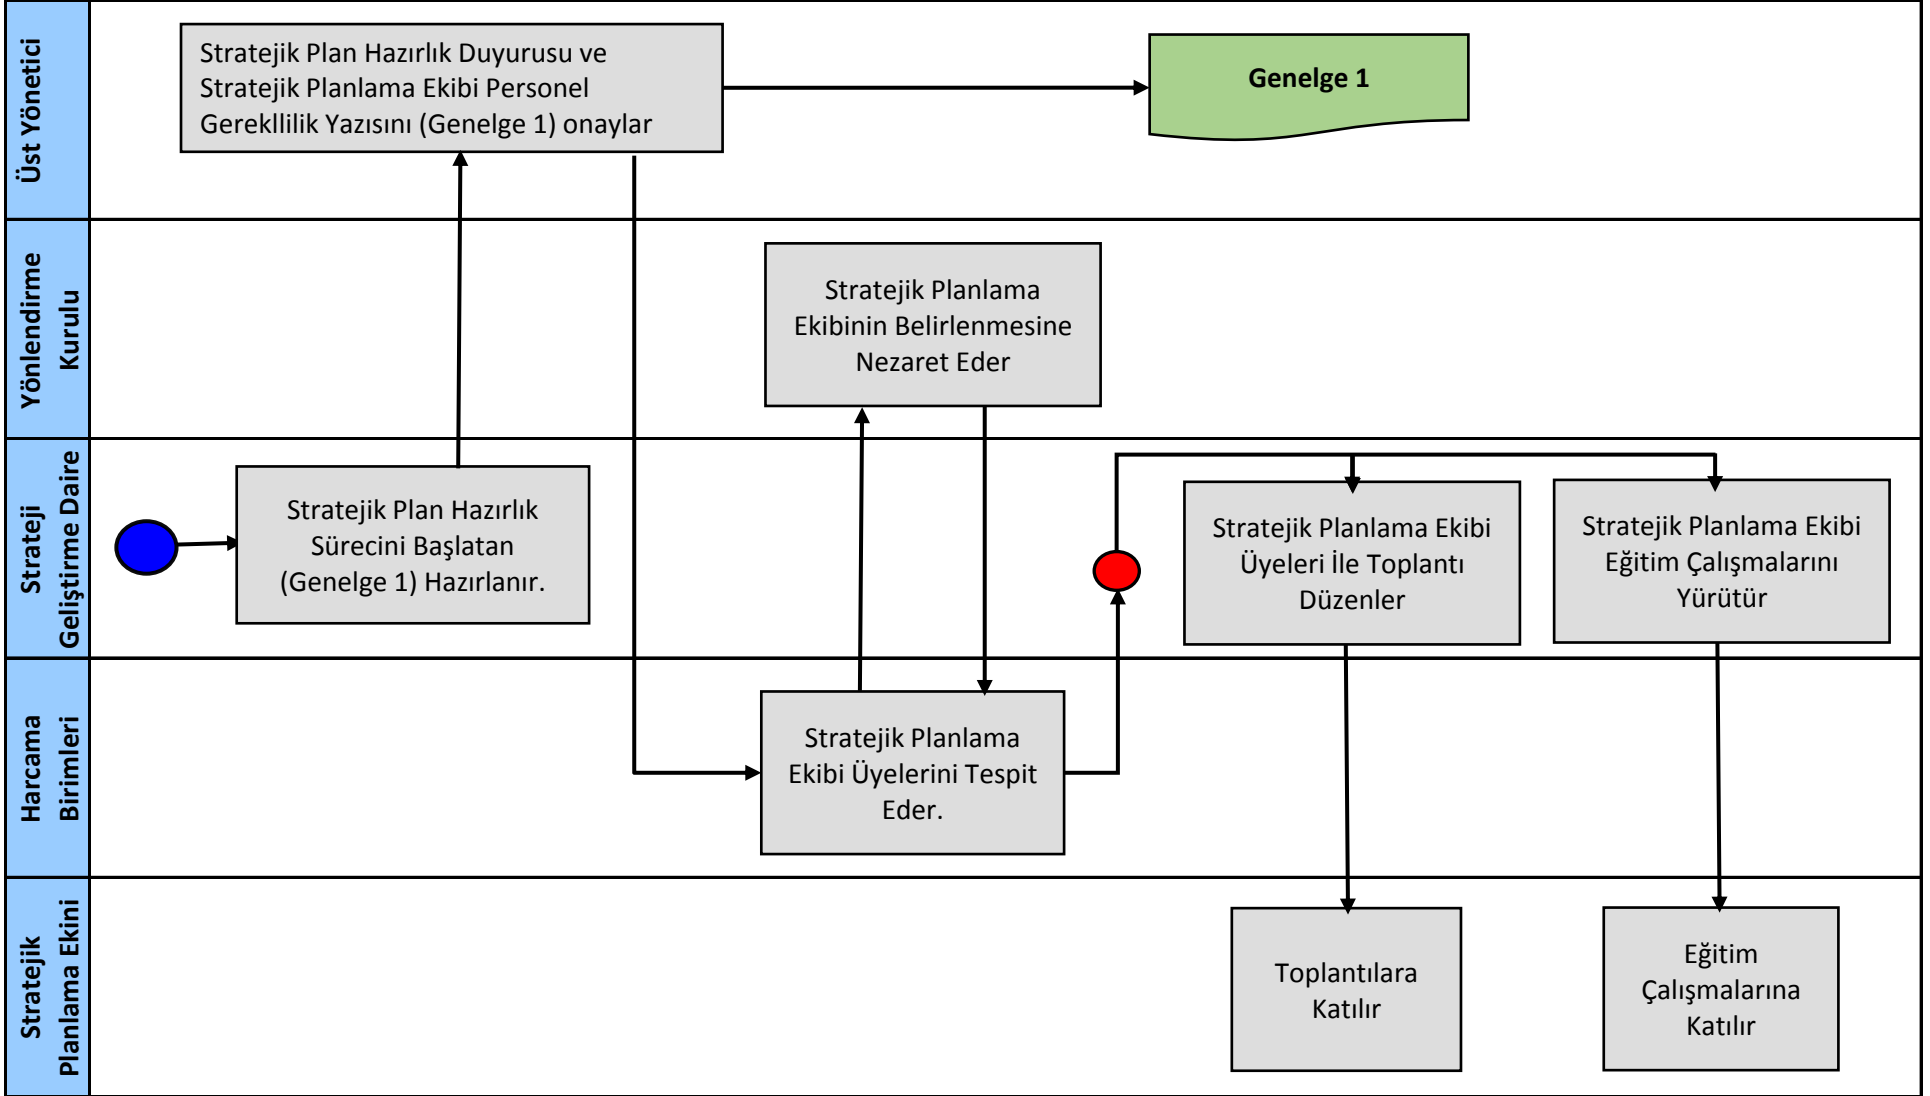 Üst Yönetici
Stratejik Plan Hazırlık Duyurusu ve
Stratejik Planlama Ekibi Personel
Gerekllilik Yazısını (Genelge 1) onaylar
Genelge 1
Yönlendirme
Kurulu
Stratejik Planlama
Ekibinin Belirlenmesine
Nezaret Eder
Strateji
Geliştirme Daire
Stratejik Plan Hazırlık
Sürecini Başlatan
(Genelge 1) Hazırlanır.
Stratejik Planlama Ekibi
Üyeleri İle Toplantı
Düzenler
Stratejik Planlama Ekibi
Eğitim Çalışmalarını
Yürütür
Harcama
Birimleri
Stratejik Planlama
Ekibi Üyelerini Tespit
Eder.
Stratejik
Planlama Ekini
Toplantılara
Katılır
Eğitim
Çalışmalarına
Katılır